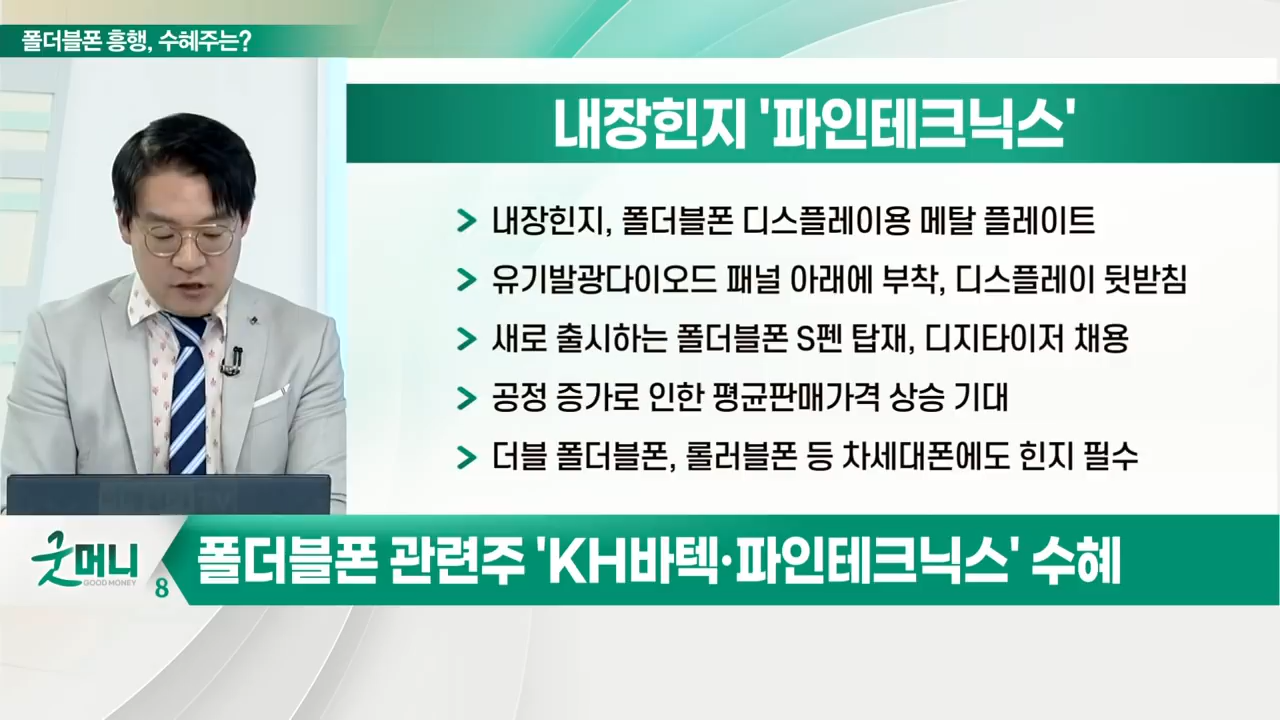 폴더블폰 흥행, 수혜주는?
내장힌지 '파인테크닉스'
내장힌지, 폴더블폰 디스플레이용 메탈 플레이트
유기발광다이오드 패널 아래에 부착, 디스플레이 뒷받침
새로 출시하는 폴더블폰 S펜 탑재, 디지타이저 채용
공정 증가로 인한 평균판매가격 상승 기대
더블 폴더블폰, 롤러블폰 등 차세대폰에도 힌지 필수
굿머니
GOOD MONEY
8
폴더블폰 관련주 'KH바텍·파인테크닉스' 수혜